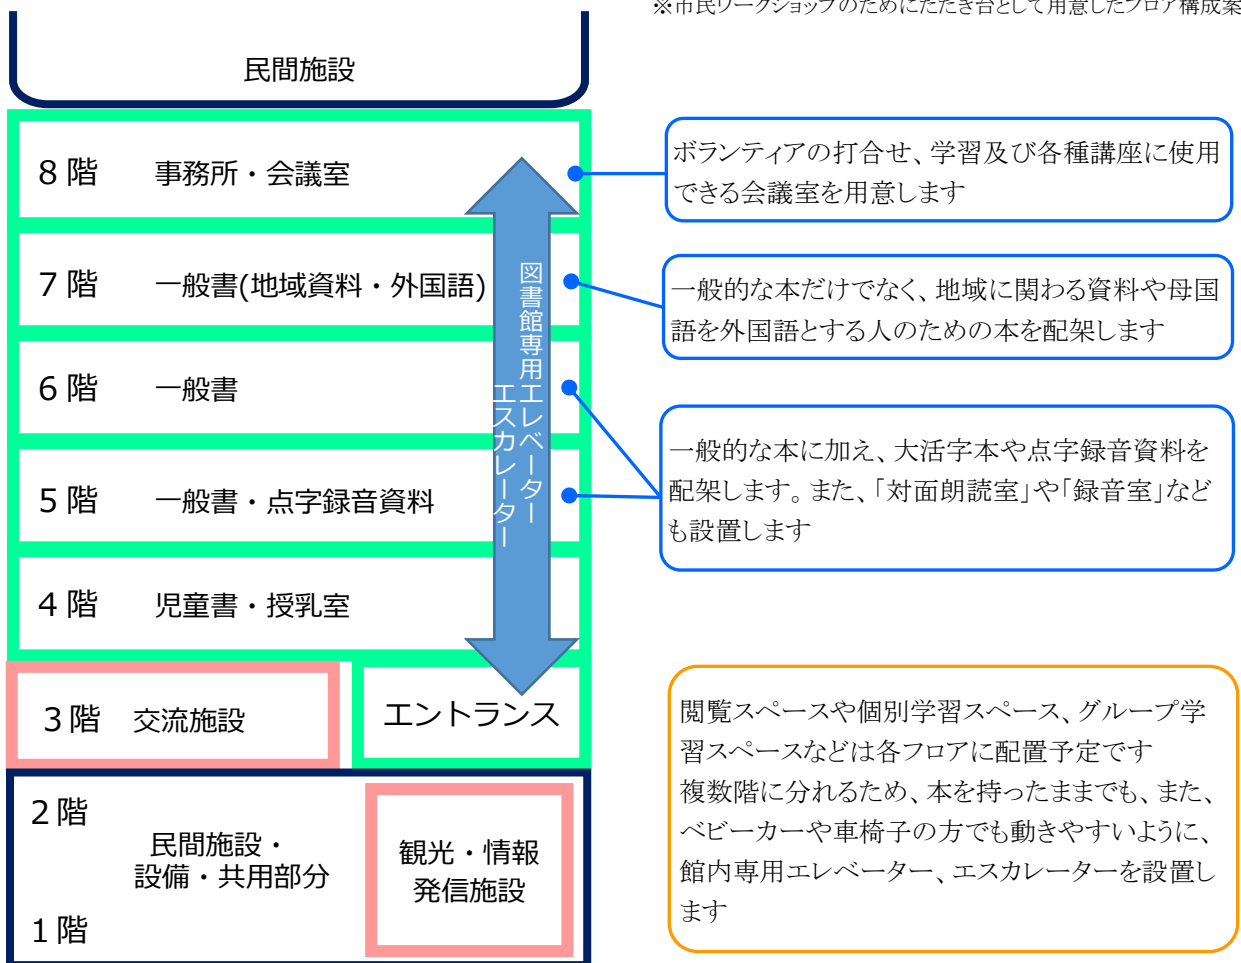 ※市民ワークショップのためにたたき台として用意したフロア構成案
民間施設
８階 事務所・会議室
７階 一般書(地域資料・外国語)
６階 一般書
５階 一般書・点字録音資料
４階 児童書・授乳室
図書館専用エレベーター
エスカレーター
３階 交流施設
エントランス
２階
民間施設・
設備・共用部分
１階
観光・情報
発信施設
ボランティアの打合せ、学習及び各種講座に使用
できる会議室を用意します
一般的な本だけでなく、地域に関わる資料や母国
語を外国語とする人のための本を配架します
一般的な本に加え、大活字本や点字録音資料を
配架します。また、「対面朗読室」や「録音室」など
も設置します
閲覧スペースや個別学習スペース、グループ学
習スペースなどは各フロアに配置予定です
複数階に分れるため、本を持ったままでも、また、
ベビーカーや車椅子の方でも動きやすいように、
館内専用エレベーター、エスカレーターを設置し
ます